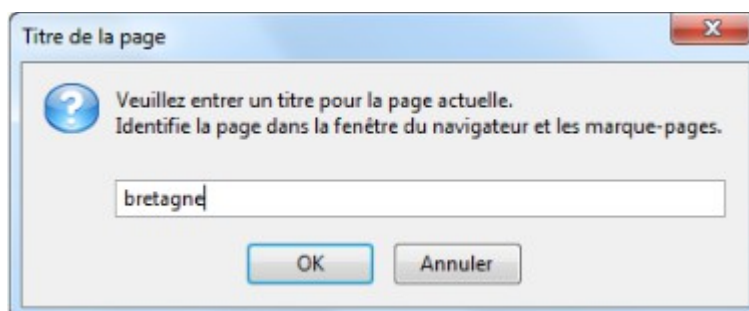 Titre de la page
Veuillez entrer un titre pour la page actuelle.
Identifie la page dans la fenêtre du navigateur et les marque-pages.
bretagne
OK
Annuler